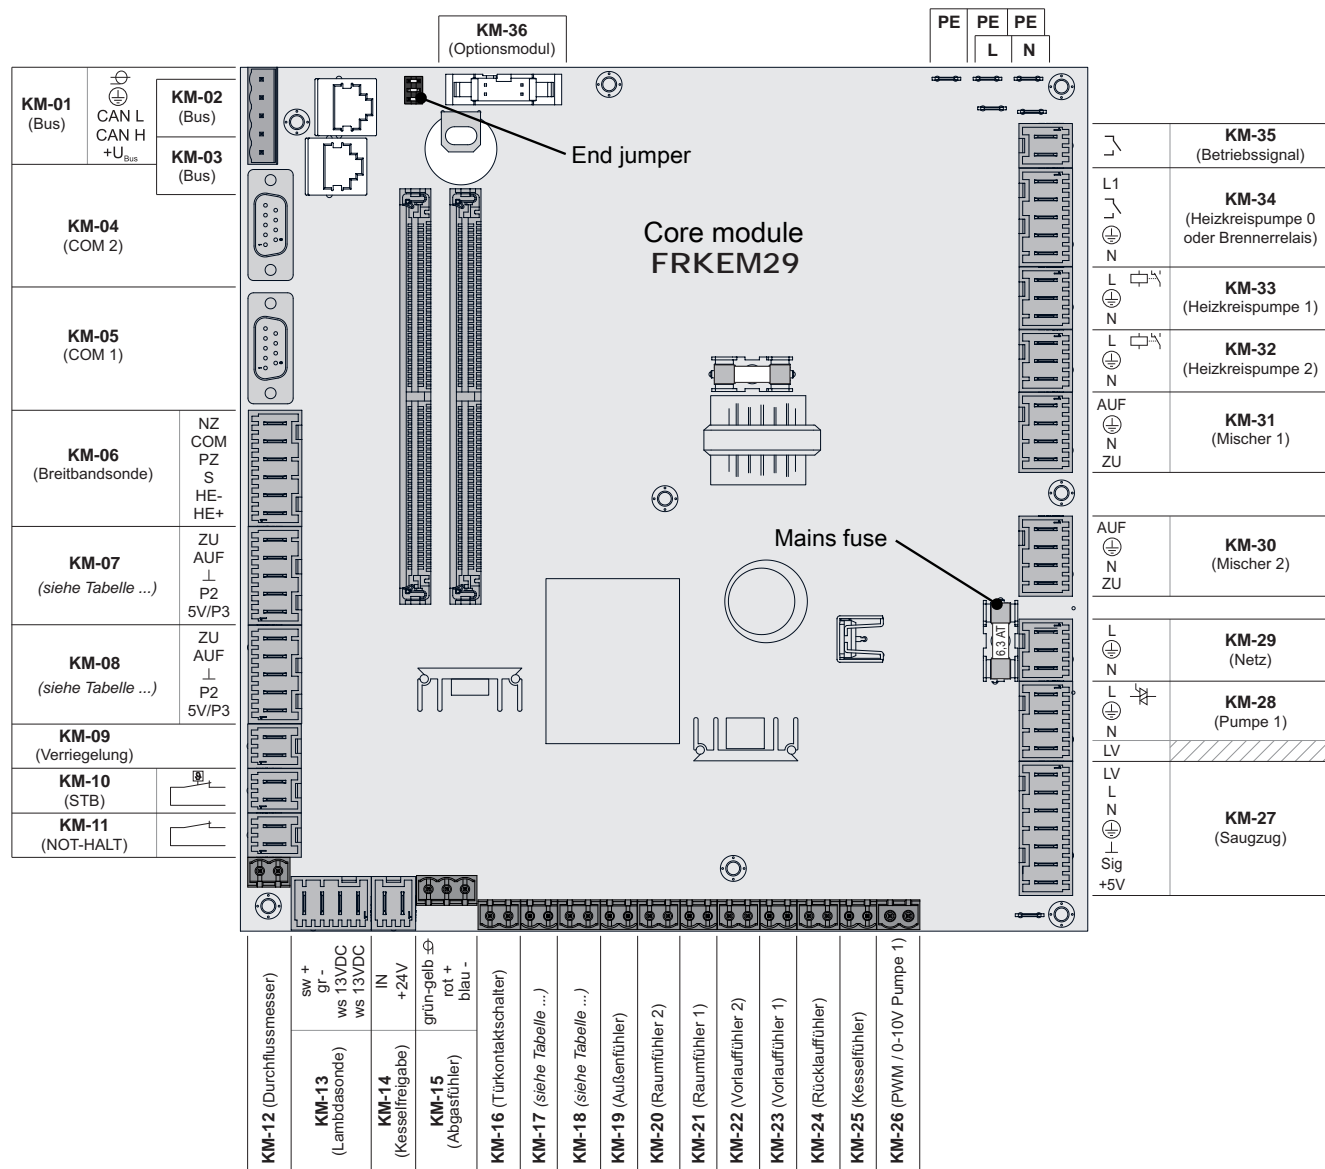 KM-36
(Optionsmodul)
PE PE PE
L N
KM-01
(Bus)
CAN L
CAN H
+U Bus
KM-02
(Bus)
KM-03
(Bus)
KM-04
(COM 2)
KM-05
(COM 1)
KM-06
(Breitbandsonde)
NZ
COM
PZ
S
HE-
HE+
KM-07
(siehe Tabelle ...)
ZU
AUF
⊥
P2
5V/P3
KM-08
(siehe Tabelle ...)
ZU
AUF
⊥
P2
5V/P3
KM-09
(Verriegelung)
KM-10
(STB)
KM-11
(NOT-HALT)
End jumper
Core module
FRKEM29
Mains fuse
6,3 AT
KM-35
(Betriebssignal)
L1
N
KM-34
(Heizkreispumpe 0
oder Brennerrelais)
L
N
KM-33
(Heizkreispumpe 1)
L
N
KM-32
(Heizkreispumpe 2)
AUF
N
ZU
KM-31
(Mischer 1)
AUF
N
ZU
KM-30
(Mischer 2)
L
N
KM-29
(Netz)
L
N
LV
KM-28
(Pumpe 1)
LV
L
N
⊥
Sig
+5V
KM-27
(Saugzug)
KM-12 (Durchflussmesser)
sw +
gr -
ws 13VDC
ws 13VDC
KM-13
(Lambdasonde)
IN
+24V
KM-14
(Kesselfreigabe)
grün-gelb
rot +
blau -
KM-15
(Abgasfühler)
KM-16 (Türkontaktschalter)
KM-17 (siehe Tabelle ...)
KM-18 (siehe Tabelle ...)
KM-19 (Außenfühler)
KM-20 (Raumfühler 2)
KM-21 (Raumfühler 1)
KM-22 (Vorlauffühler 2)
KM-23 (Vorlauffühler 1)
KM-24 (Rücklauffühler)
KM-25 (Kesselfühler)
KM-26 (PWM / 0-10V Pumpe 1)